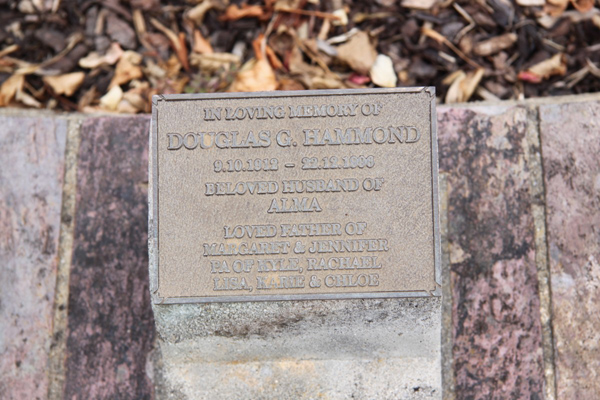 IN LOVING MEMORY OF
DOUGLAS G. HAMMOND
BELOVED HUSBAND OF
ALMA
LOVED FATHER OF
MARGARET & JENNIFER
PA OF KYLE, RACHAEL
LISA, & CHLOE